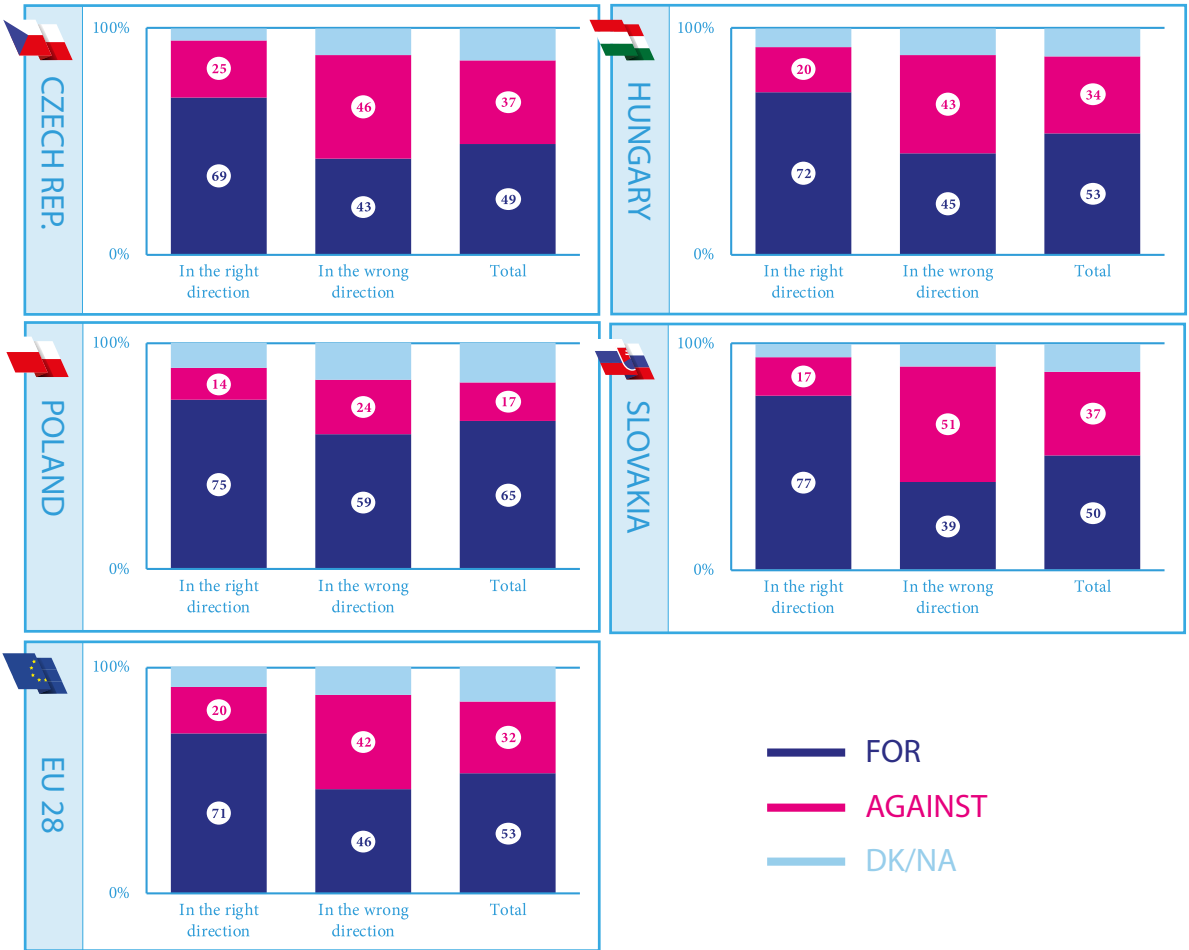 CZECH REP.
100%
25
69
46
43
37
49
0%
In the right
direction
In the wrong
direction
Total
HUNGARY
100%
20
72
43
45
34
53
0%
In the right
direction
In the wrong
direction
Total
POLAND
100%
14
75
24
59
17
65
0%
In the right
direction
In the wrong
direction
Total
SLOVAKIA
100%
17
77
51
39
37
50
0%
In the right
direction
In the wrong
direction
Total
EU 28
100%
20
71
42
46
32
53
0%
In the right
direction
In the wrong
direction
Total
FOR
AGAINST
DK/NA